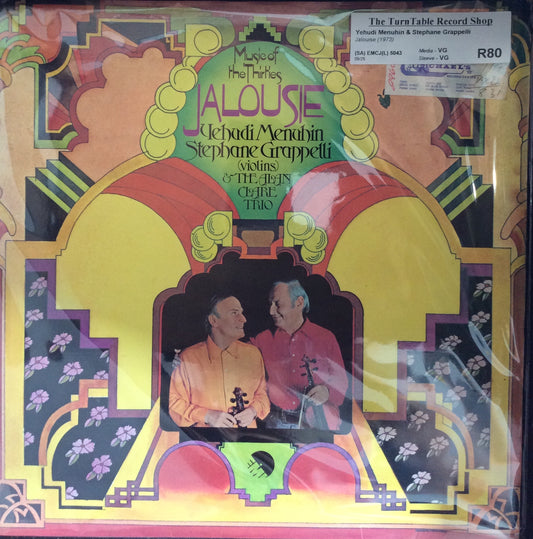 The TurnTable Record Shop
Yehudi Menuhin & Stephane Grappelli
Jalousie (1973)
(SA) EMCJ(L) 5043 Media - VG
Sleeve - VG
R80
Music of
the Thirties
JALOUSIE
Yehudi Menuhin
Stephane Grappelli
(violins)
& THE ALAN
CLARE
TRIO